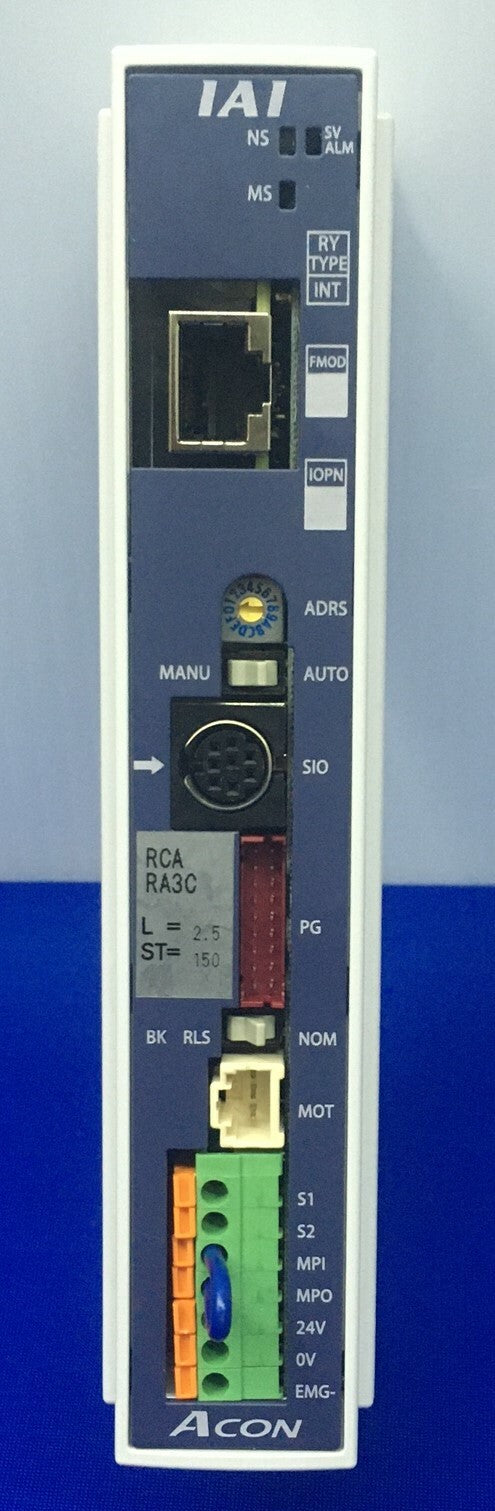 IAI
NS SV
ALM
MS
RY
TYPE
INT
FMOD
IOPN
0123456789ABCDEF
ADRS
MANU AUTO
SIO
RCA
RA3C
L = 2.5
ST= 150
PG
BK RLS NOM
MOT
S1
S2
MPI
MPO
24V
0V
EMG-
ACON